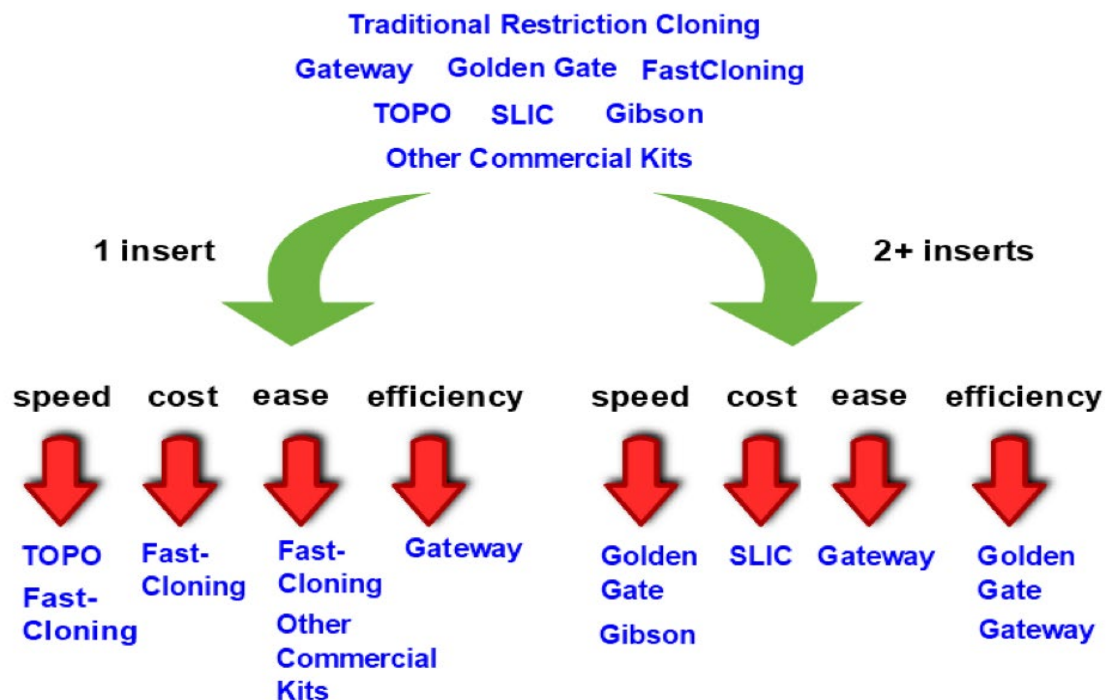 Traditional Restriction Cloning
Gateway Golden Gate FastCloning
TOPO SLIC Gibson
Other Commercial Kits
1 insert
2+ inserts
speed cost ease efficiency
speed cost ease efficiency
TOPO
Fast-
Cloning
Fast-
Cloning
Fast-
Cloning
Other
Commercial
Kits
Gateway
Golden
Gate
Gibson
SLIC
Gateway
Golden
Gate
Gateway